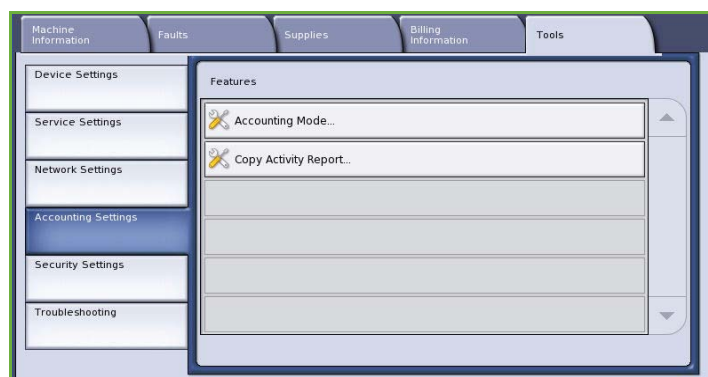 Machine Information
Faults
Supplies
Billing Information
Tools
Device Settings
Service Settings
Network Settings
Accounting Settings
Security Settings
Troubleshooting
Features
Accounting Mode...
Copy Activity Report...